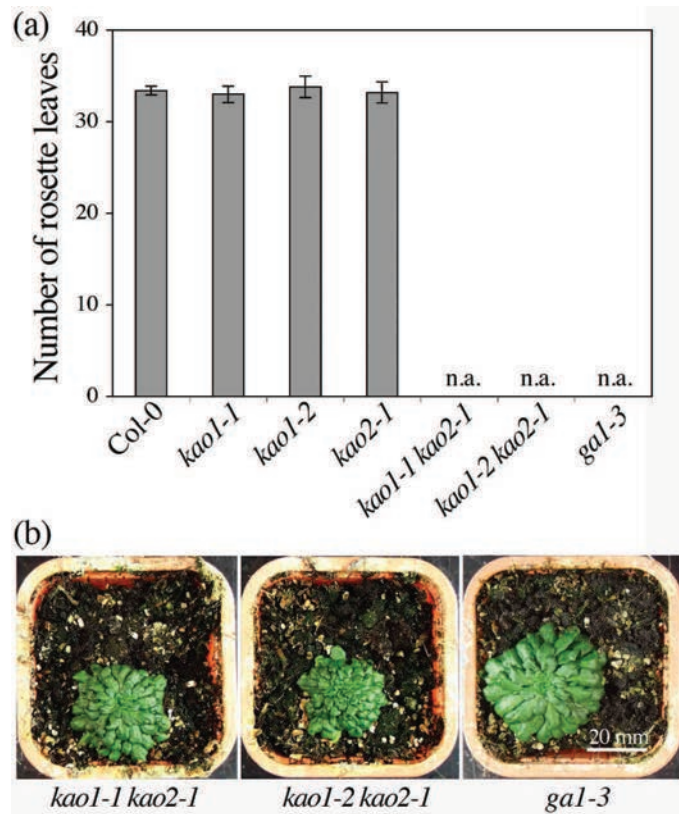 (a)
Number of rosette leaves
40
30
20
10
0
n.a.
n.a.
n.a.
Col-0
kao1-1
kao1-2
kao2-1
kao1-1 kao2-1
kao1-2 kao2-1
ga1-3
(b)
20 mm
kao1-1 kao2-1
kao1-2 kao2-1
ga1-3